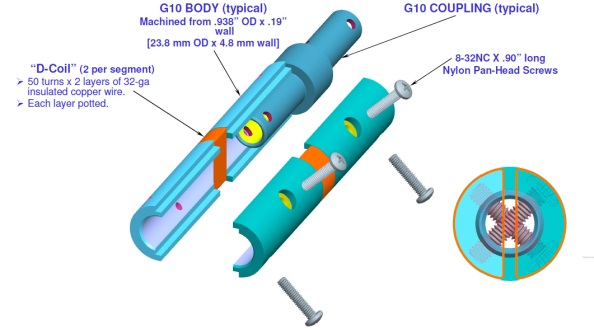 G10 BODY (typical)
Machined from .938” OD x .19”
wall
[23.8 mm OD x 4.8 mm wall]
G10 COUPLING (typical)
8-32NC X .90” long
Nylon Pan-Head Screws
“D-Coil” (2 per segment)
➢ 50 turns x 2 layers of 32-ga
insulated copper wire.
➢ Each layer potted.